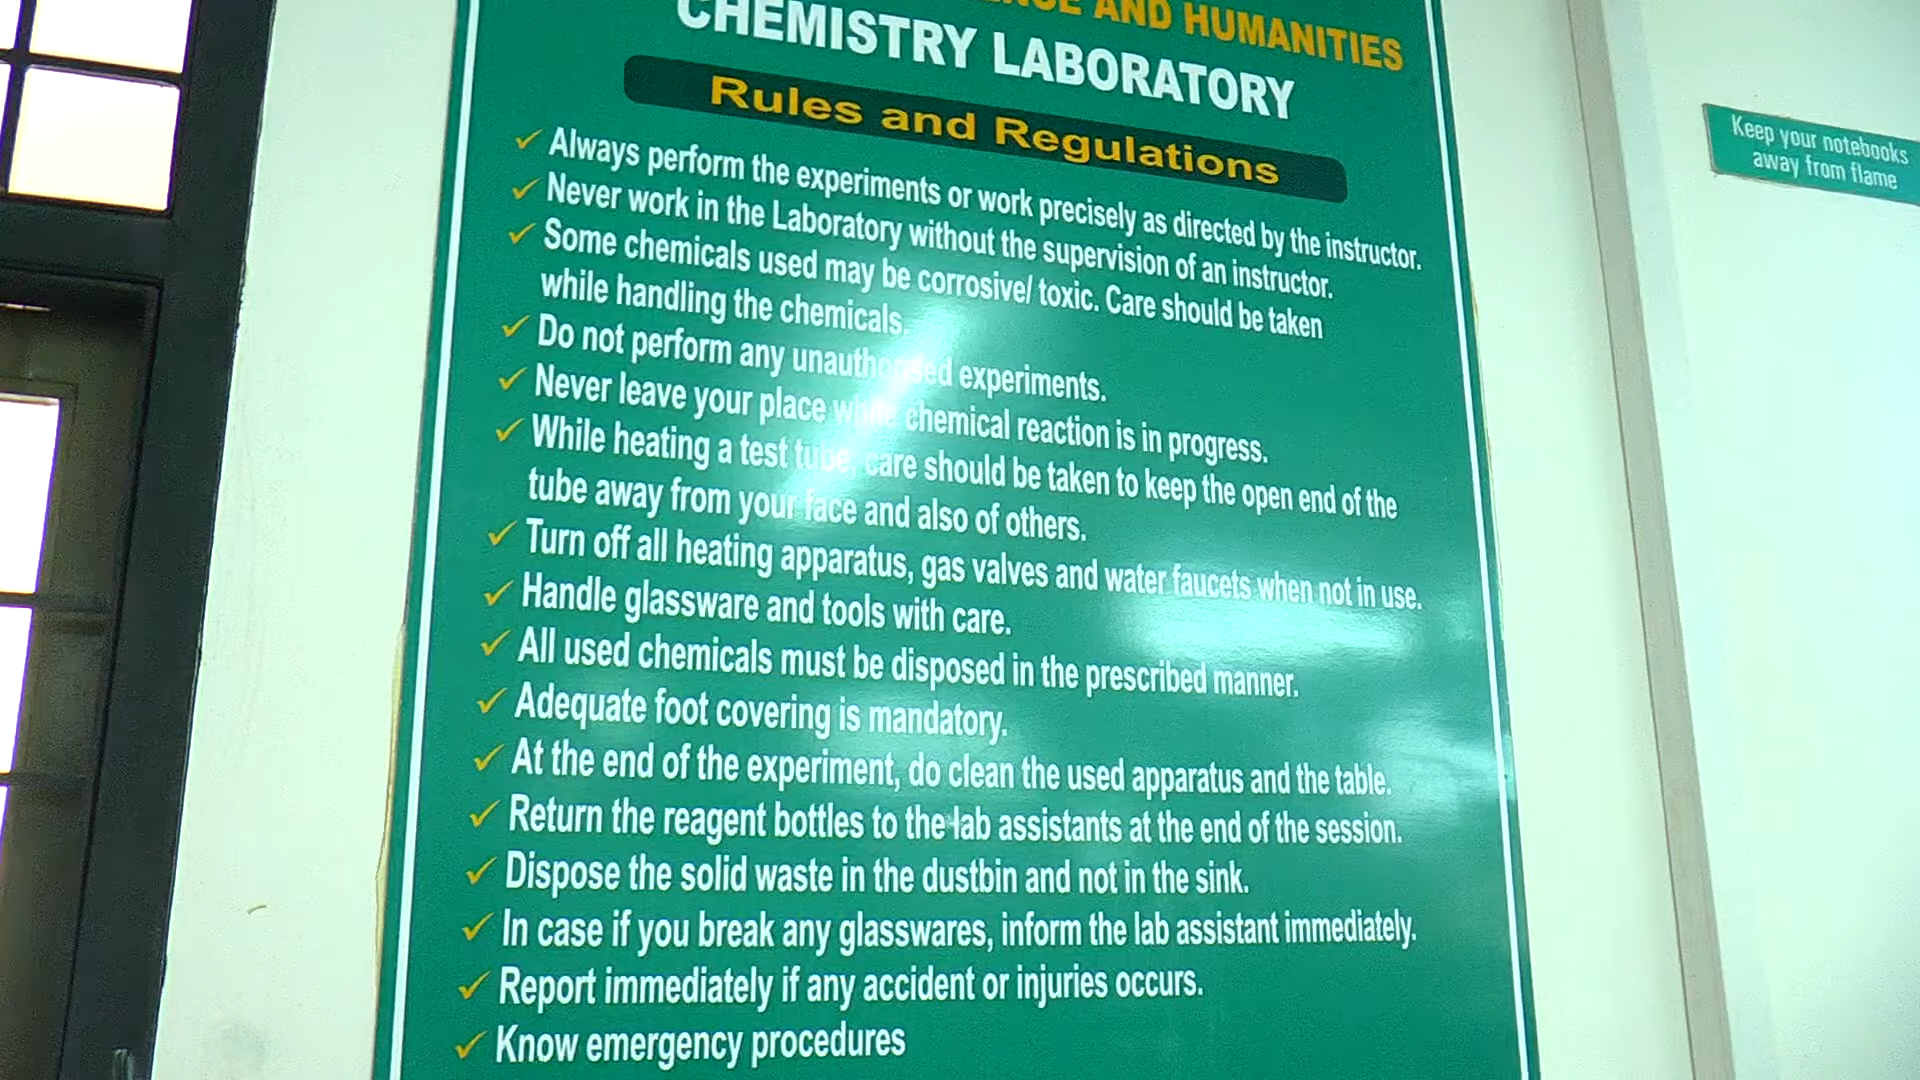 AND HUMANITIES
CHEMISTRY LABORATORY
Rules and Regulations
✓ Always perform the experiments or work precisely as directed by the instructor.
✓ Never work in the Laboratory without the supervision of an instructor.
✓ Some chemicals used may be corrosive/ toxic. Care should be taken
while handling the chemicals.
✓ Do not perform any unauthorised experiments.
✓ Never leave your place while chemical reaction is in progress.
✓ While heating a test tube, care should be taken to keep the open end of the
tube away from your face and also of others.
✓ Turn off all heating apparatus, gas valves and water faucets when not in use.
✓ Handle glassware and tools with care.
✓ All used chemicals must be disposed in the prescribed manner.
✓ Adequate foot covering is mandatory.
✓ At the end of the experiment, do clean the used apparatus and the table.
✓ Return the reagent bottles to the lab assistants at the end of the session.
✓ Dispose the solid waste in the dustbin and not in the sink.
✓ In case if you break any glasswares, inform the lab assistant immediately.
✓ Report immediately if any accident or injuries occurs.
✓ Know emergency procedures
Keep your notebooks
away from flame